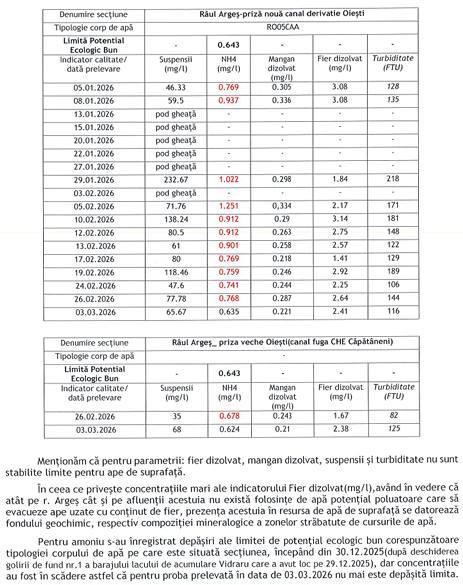 Denumire secțiune Râul Argeș-priză nouă canal derivatie Oiești
Tipologie corp de apă RO05CAA
Limită Potential Ecologic Bun - 0.643 - - -
Indicator calitate/ dată prelevare Suspensii (mg/l) NH4 (mg/l) Mangan dizolvat (mg/l) Fier dizolvat (mg/l) Turbiditate (FTU)
05.01.2026 46.33 0.769 0.305 3.08 128
08.01.2026 59.5 0.937 0.336 3.08 135
13.01.2026 pod gheață - - - -
15.01.2026 pod gheață - - - -
20.01.2026 pod gheață - - - -
22.01.2026 pod gheață - - - -
27.01.2026 pod gheață - - - -
29.01.2026 232.67 1.022 0.298 1.84 218
03.02.2026 pod gheață - - - -
05.02.2026 71.76 1.251 0,334 2.17 171
10.02.2026 138.24 0.912 0.29 3.14 181
12.02.2026 80.5 0.912 0.263 2.75 148
13.02.2026 61 0.901 0.258 2.57 122
17.02.2026 80 0.769 0.218 1.41 129
19.02.2026 118.46 0.759 0.246 2.92 189
24.02.2026 47.6 0.741 0.244 2.25 106
26.02.2026 77.78 0.768 0.287 2.64 144
03.03.2026 65.67 0.635 0.221 2.41 116
Denumire secțiune Râul Argeș_ priza veche Oiești(canal fuga CHE Căpățâneni)
Tipologie corp de apă -
Limită Potential Ecologic Bun - 0.643 - - -
Indicator calitate/ dată prelevare Suspensii (mg/l) NH4 (mg/l) Mangan dizolvat (mg/l) Fier dizolvat (mg/l) Turbiditate (FTU)
26.02.2026 35 0.678 0.243 1.67 82
03.03.2026 68 0.624 0.21 2.38 125
Menționăm că pentru parametrii: fier dizolvat, mangan dizolvat, suspensii și turbiditate nu sunt
stabilite limite pentru ape de suprafață.
În ceea ce privește concentrațiile mari ale indicatorului Fier dizolvat(mg/l),având în vedere că
atât pe r. Argeș cât și pe afluenții acestuia nu există folosințe de apă potențial poluatoare care să
evacueze ape uzate cu conținut de fier, prezența acestuia în resursa de apă de suprafață se datorează
fondului geochimic, respectiv compoziției mineralogice a zonelor străbatute de cursurile de apă.
Pentru amoniu s-au înregistrat depășiri ale limitei de potențial ecologic bun corespunzătoare
tipologiei corpului de apă pe care este situată secțiunea, începând din 30.12.2025(după deschiderea
golirii de fund nr.1 a barajului lacului de acumulare Vidraru care a avut loc pe 29.12.2025), dar concentrațiile
au fost în scădere astfel că pentru proba prelevată în data de 03.03.2026 nu mai este depășită limita.